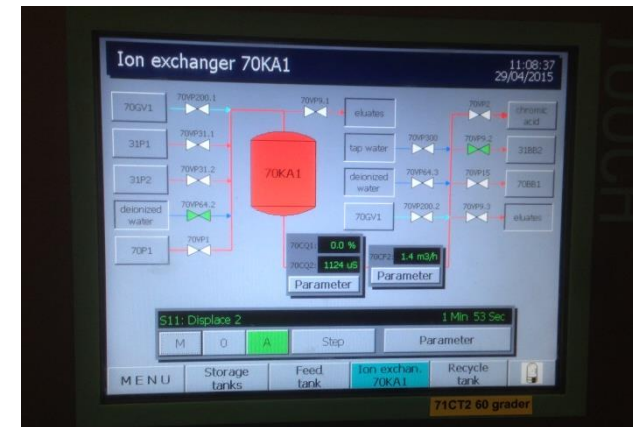 Ion exchanger 70KA1
11:08:37
29/04/2015
70GV1
70VP200.1
70VP9.1
eluates
70VP2
chromic
acid
31P1
70VP31.1
tap water
70VP300
70VP9.2
31BB2
31P2
70VP31.2
70KA1
deionized
water
70VP64.3
70VP15
70BB1
deionized
water
70VP64.2
70GV1
70VP200.2
70VP9.3
eluates
70P1
70VP1
70CQ1: 0.0 %
70CQ2: 1124 uS
Parameter
70CF2: 1.4 m3/h
Parameter
S11: Displace 2
1 Min 53 Sec
M
0
A
Step
Parameter
MENU
Storage
tanks
Feed
tank
Ion exchan.
70KA1
Recycle
tank
71CT2 60 grader
TOUCH